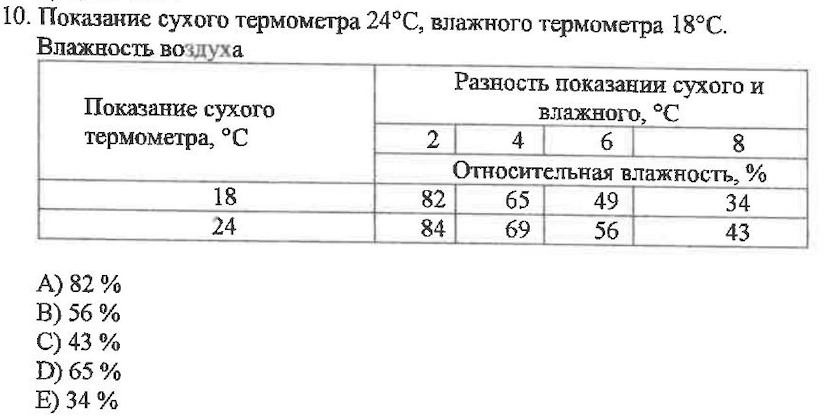 10. Показание сухого термометра 24°С, влажного термометра 18°С.
Влажность воздуха
Показание сухого
термометра, °С
Разность показании сухого и
влажного, °С
2 4 6 8
Относительная влажность, %
18 82 65 49 34
24 84 69 56 43
A) 82 %
B) 56 %
C) 43 %
D) 65 %
E) 34 %